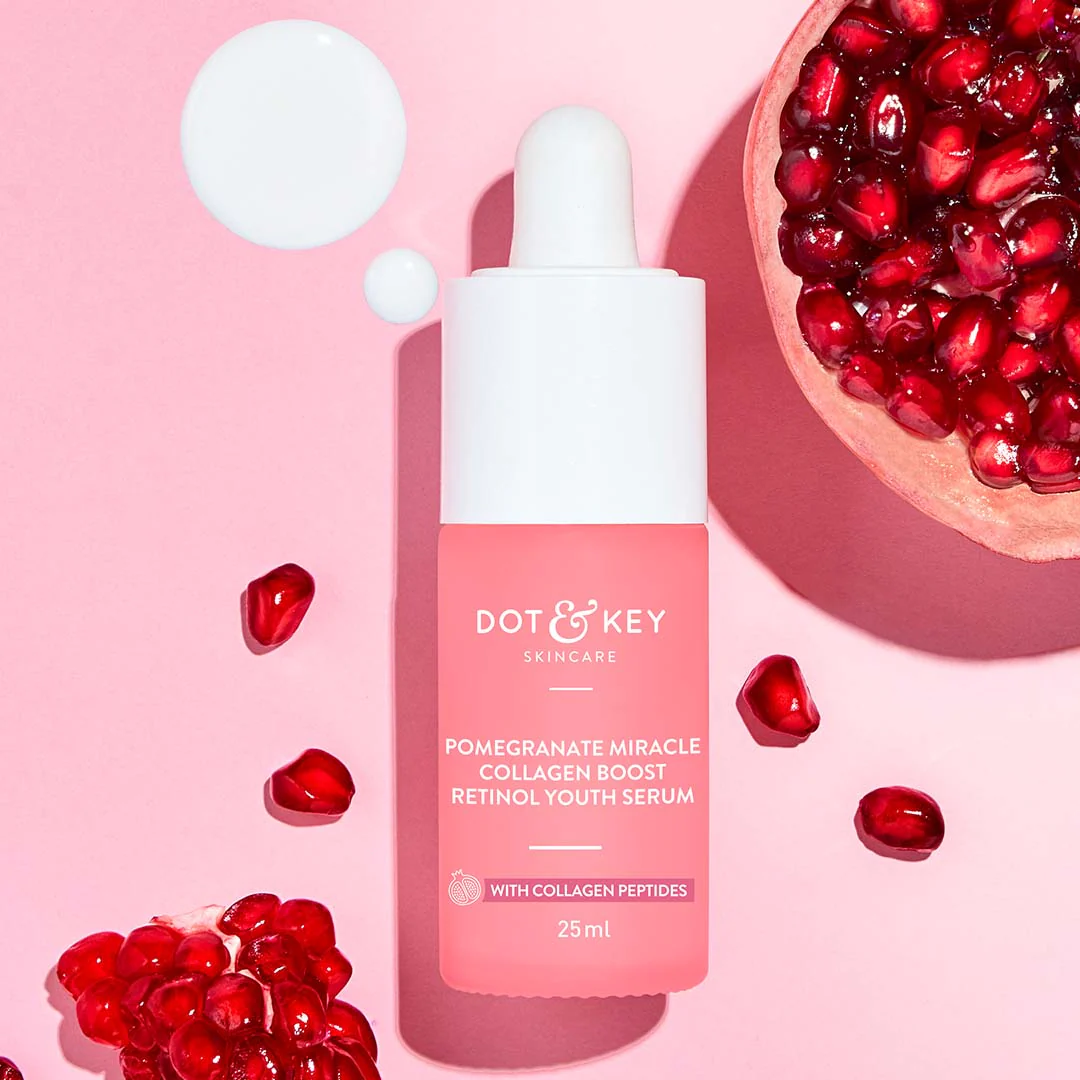 DOT & KEY
SKINCARE
POMEGRANATE MIRACLE
COLLAGEN BOOST
RETINOL YOUTH SERUM
WITH COLLAGEN PEPTIDES
25ml